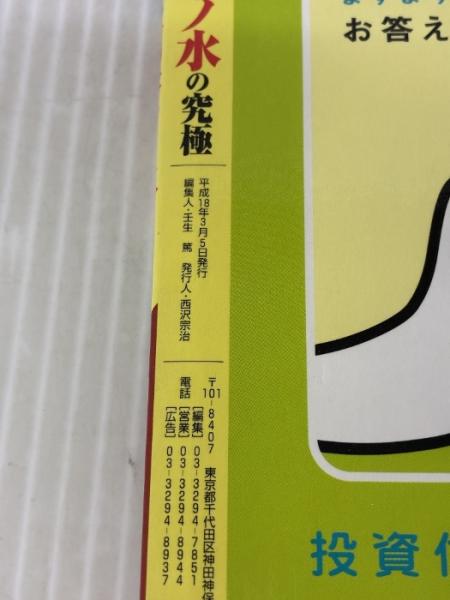 ノ水の究極
平成18年3月5日発行
編集人・壬生 篤 発行人・西沢宗治
〒101-8407 東京都千代田区神田神保
電話 [編集] 03-3294-7851
[営業] 03-3294-8944
[広告] 03-3294-8937
お答え
投資信